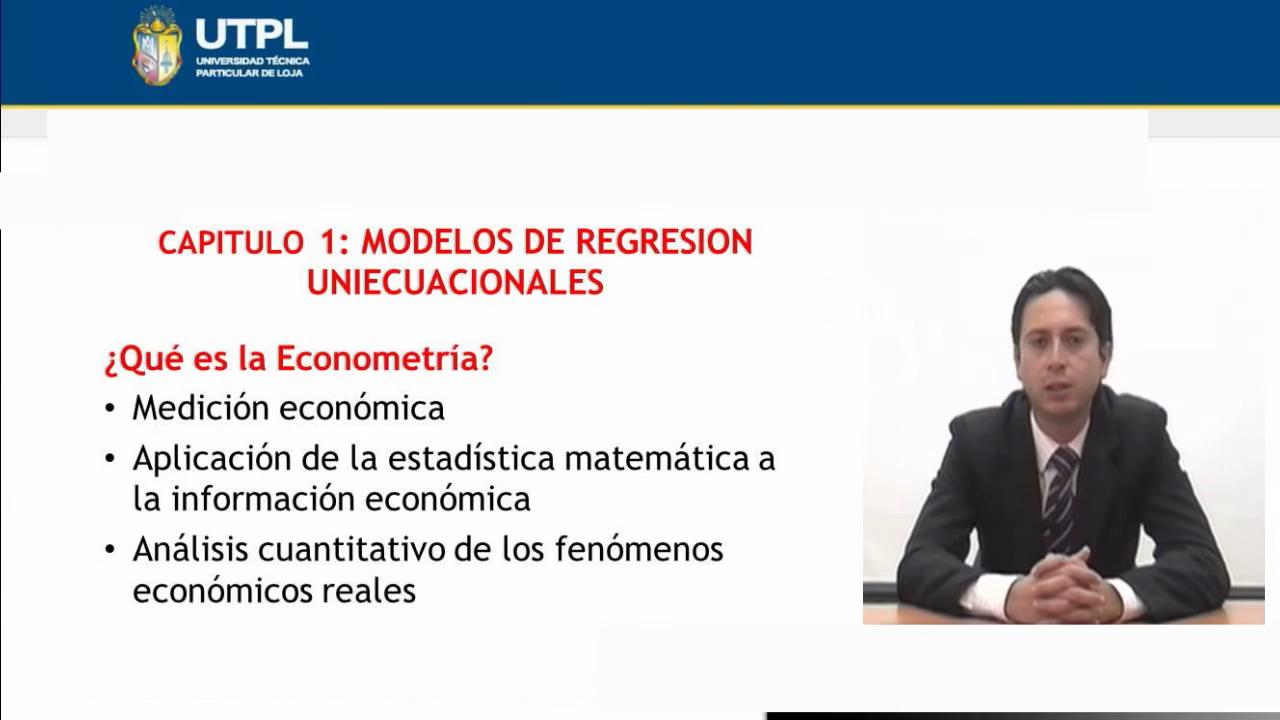 UTPL
UNIVERSIDAD TÉCNICA
PARTICULAR DE LOJA
CAPITULO 1: MODELOS DE REGRESION
UNIECUACIONALES
¿Qué es la Econometría?
• Medición económica
• Aplicación de la estadística matemática a
la información económica
• Análisis cuantitativo de los fenómenos
económicos reales